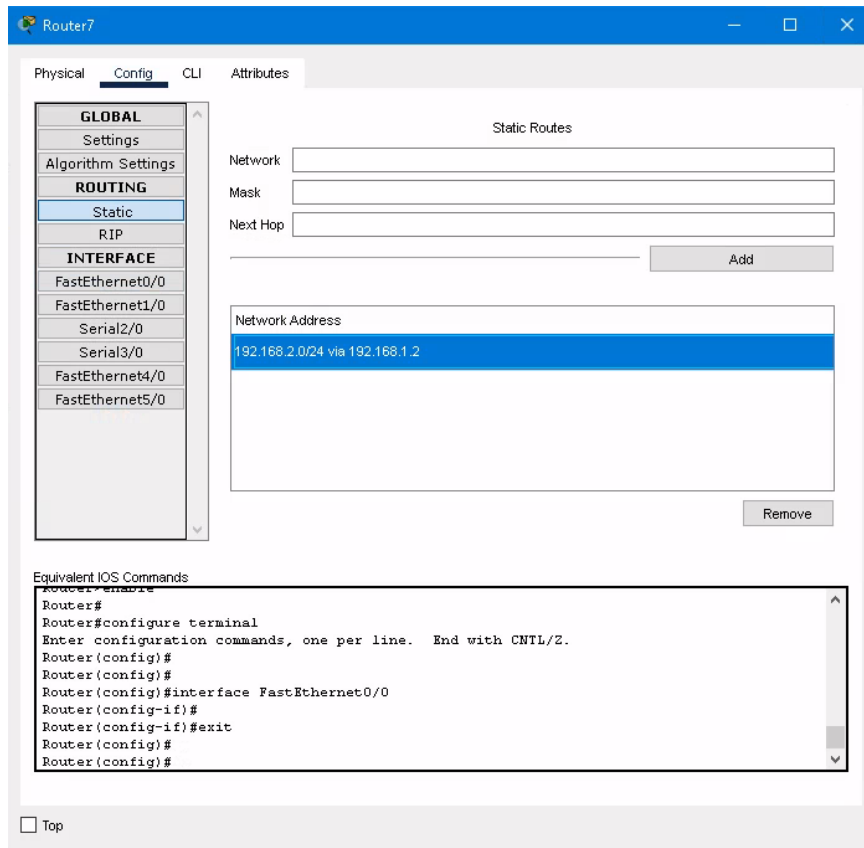 Router7
Physical Config CLI Attributes
GLOBAL
Settings
Algorithm Settings
ROUTING
Static
RIP
INTERFACE
FastEthernet0/0
FastEthernet1/0
Serial2/0
Serial3/0
FastEthernet4/0
FastEthernet5/0
Static Routes
Network
Mask
Next Hop
Add
Network Address
192.168.2.0/24 via 192.168.1.2
Remove
Equivalent IOS Commands
Router>enable
Router#
Router#configure terminal
Enter configuration commands, one per line. End with CNTL/Z.
Router(config)#
Router(config)#
Router(config)#interface FastEthernet0/0
Router(config-if)#
Router(config-if)#exit
Router(config)#
Router(config)#
Top